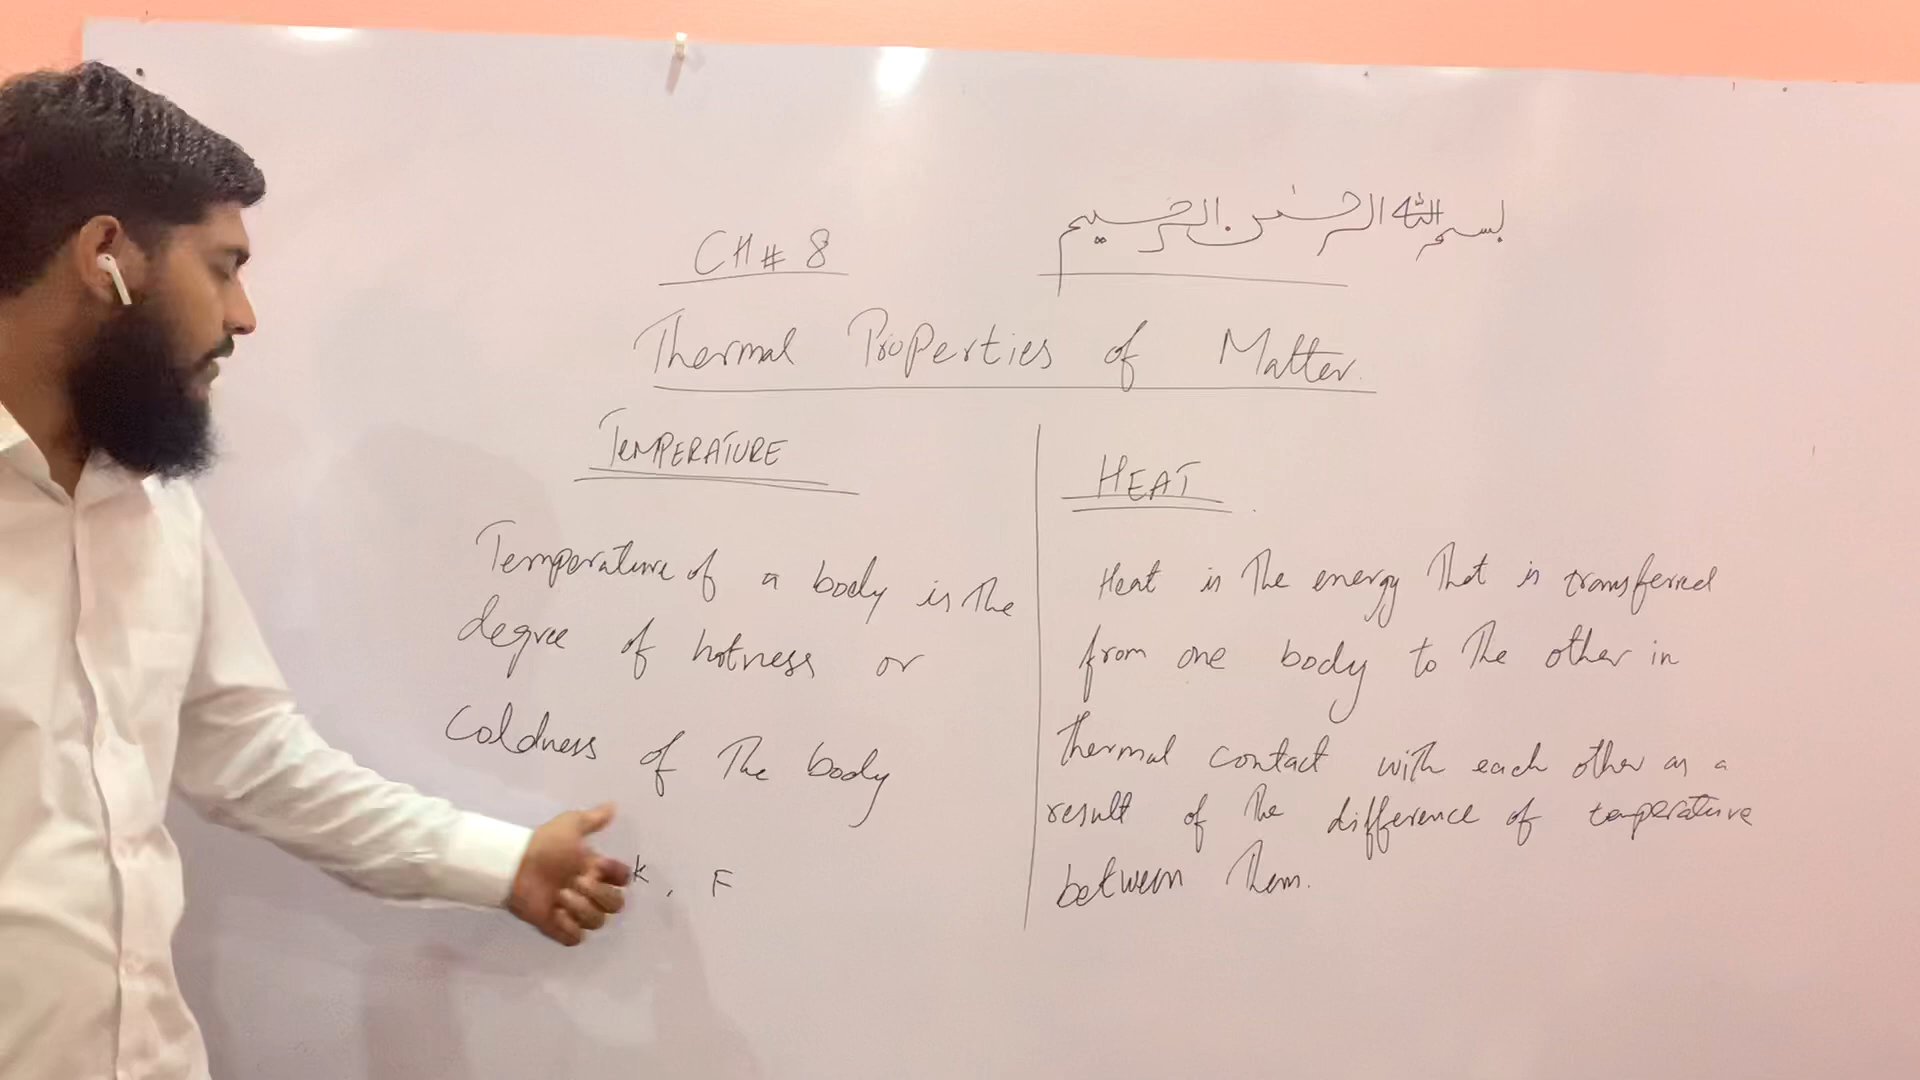 CH # 8
بسم الله الرحمن الرحيم
Thermal Properties of Matter.
TEMPERATURE
Temperature of a body is the
degree of hotness or
coldness of the body
K, F
HEAT
Heat is the energy that is transferred
from one body to the other in
thermal contact with each other as a
result of the difference of temperature
between them.